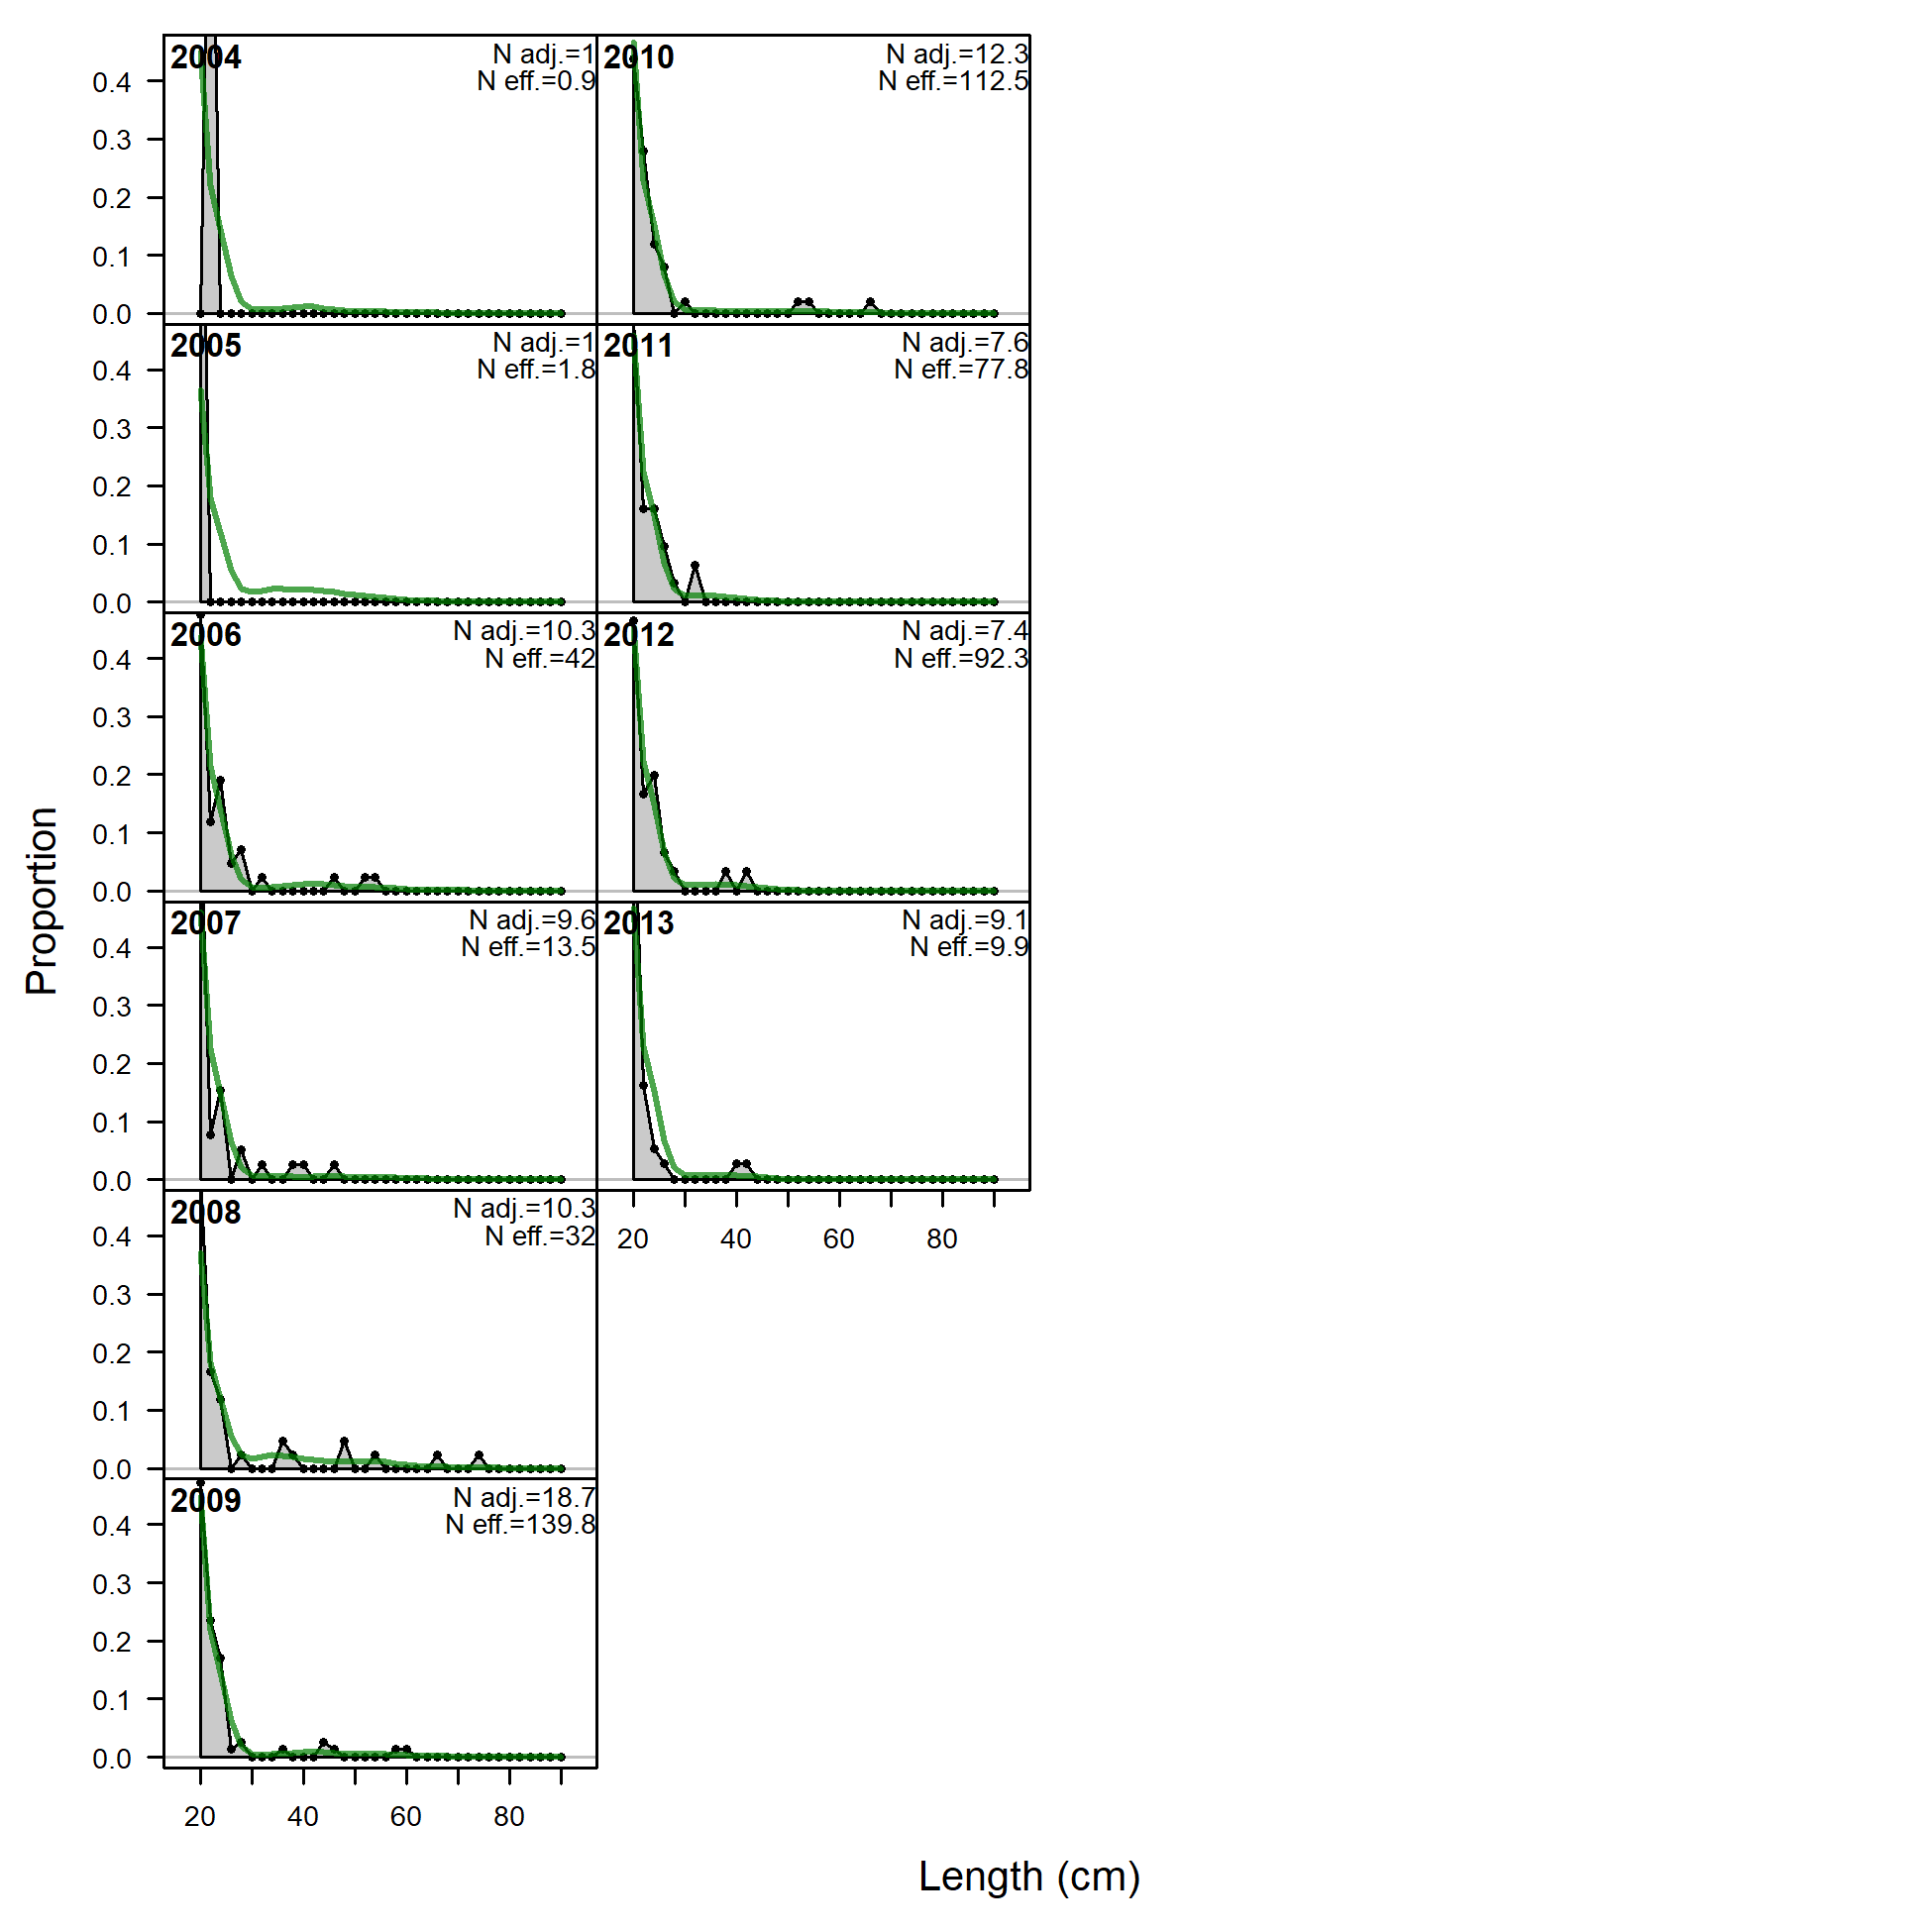 2004
N adj.=1
N eff.=0.9
0.4
0.3
0.2
0.1
0.0
2005
N adj.=1
N eff.=1.8
0.4
0.3
0.2
0.1
0.0
2006
N adj.=10.3
N eff.=42
0.4
0.3
0.2
0.1
0.0
2007
N adj.=9.6
N eff.=13.5
0.4
0.3
0.2
0.1
0.0
2008
N adj.=10.3
N eff.=32
0.4
0.3
0.2
0.1
0.0
2009
N adj.=18.7
N eff.=139.8
0.4
0.3
0.2
0.1
0.0
20 40 60 80
2010
N adj.=12.3
N eff.=112.5
2011
N adj.=7.6
N eff.=77.8
2012
N adj.=7.4
N eff.=92.3
2013
N adj.=9.1
N eff.=9.9
20 40 60 80
Proportion
Length (cm)